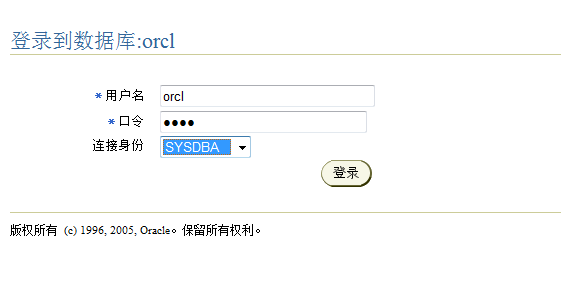 登录到数据库:orcl
* 用户名 orcl
* 口令 ●●●●
连接身份 SYSDBA
登录
版权所有 (c) 1996, 2005, Oracle。保留所有权利。